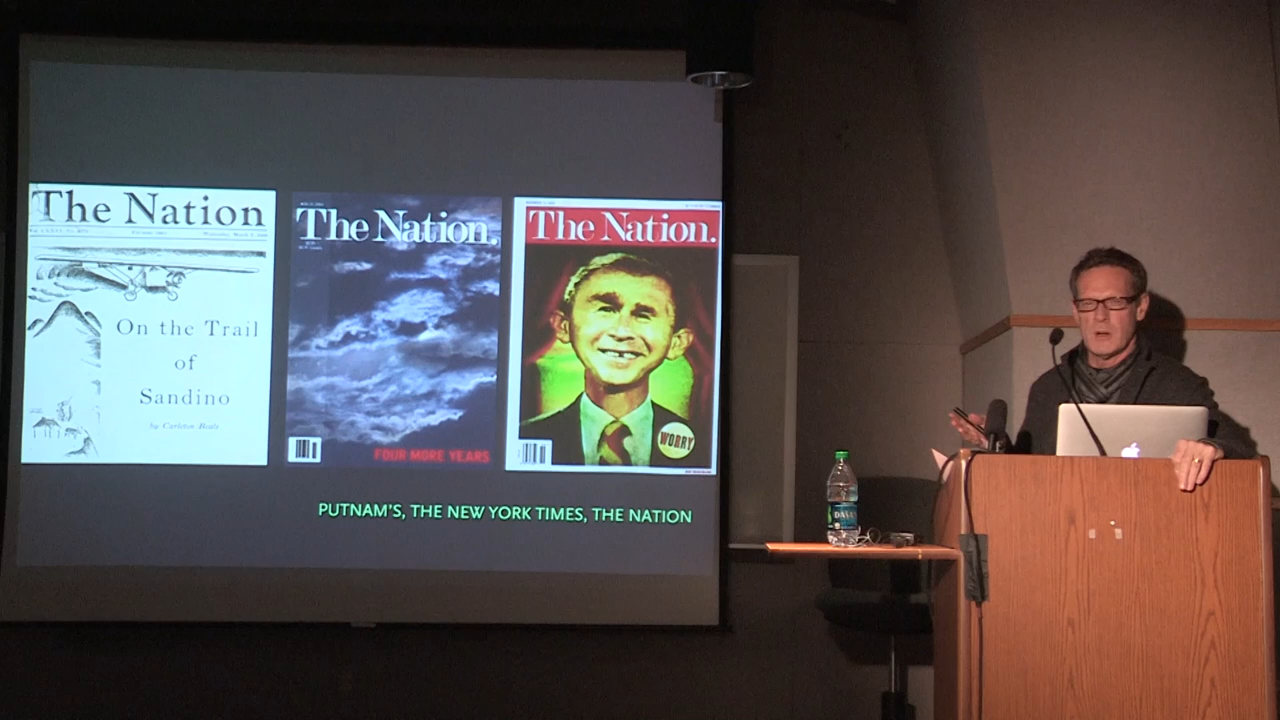 The Nation
On the Trail
of
Sandino
by Carleton Beals
The Nation.
FOUR MORE YEARS
The Nation.
WORRY
PUTNAM'S, THE NEW YORK TIMES, THE NATION
DASANI